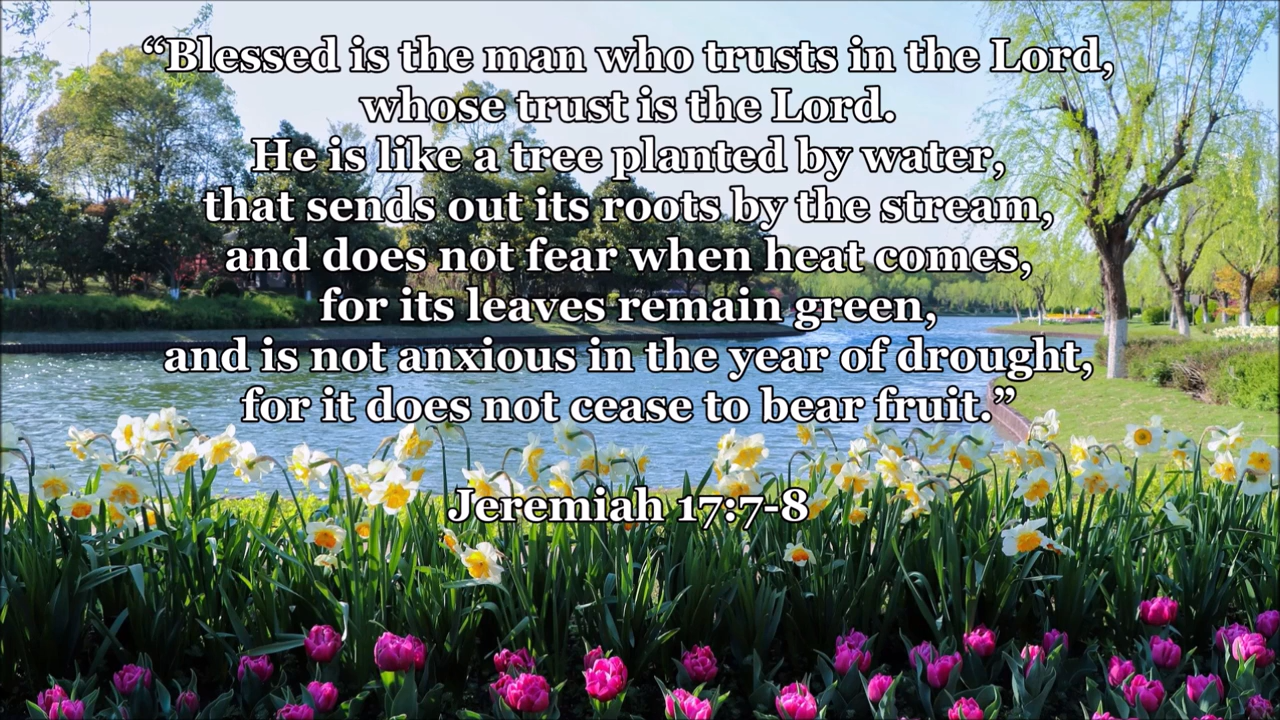 “Blessed is the man who trusts in the Lord,
whose trust is the Lord.
He is like a tree planted by water,
that sends out its roots by the stream,
and does not fear when heat comes,
for its leaves remain green,
and is not anxious in the year of drought,
for it does not cease to bear fruit.”
Jeremiah 17:7-8